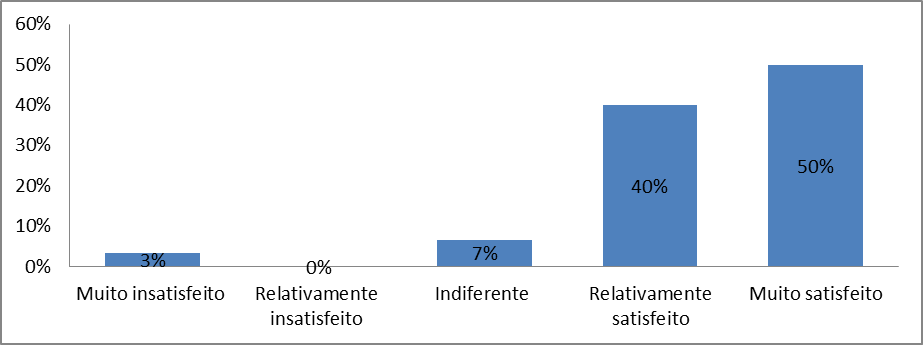 60%
50%
40%
30%
20%
10%
0%
3%
0%
7%
40%
50%
Muito insatisfeito
Relativamente
insatisfeito
Indiferente
Relativamente
satisfeito
Muito satisfeito